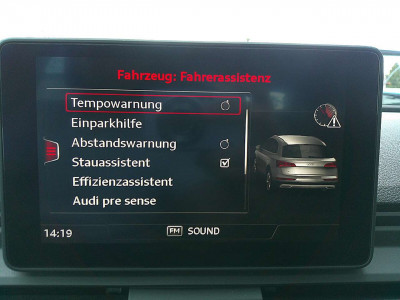 Fahrzeug: Fahrerassistenz
Tempowarnung
Einparkhilfe
Abstandswarnung
Stauassistent
Effizienzassistent
Audi pre sense
14:19
FM SOUND